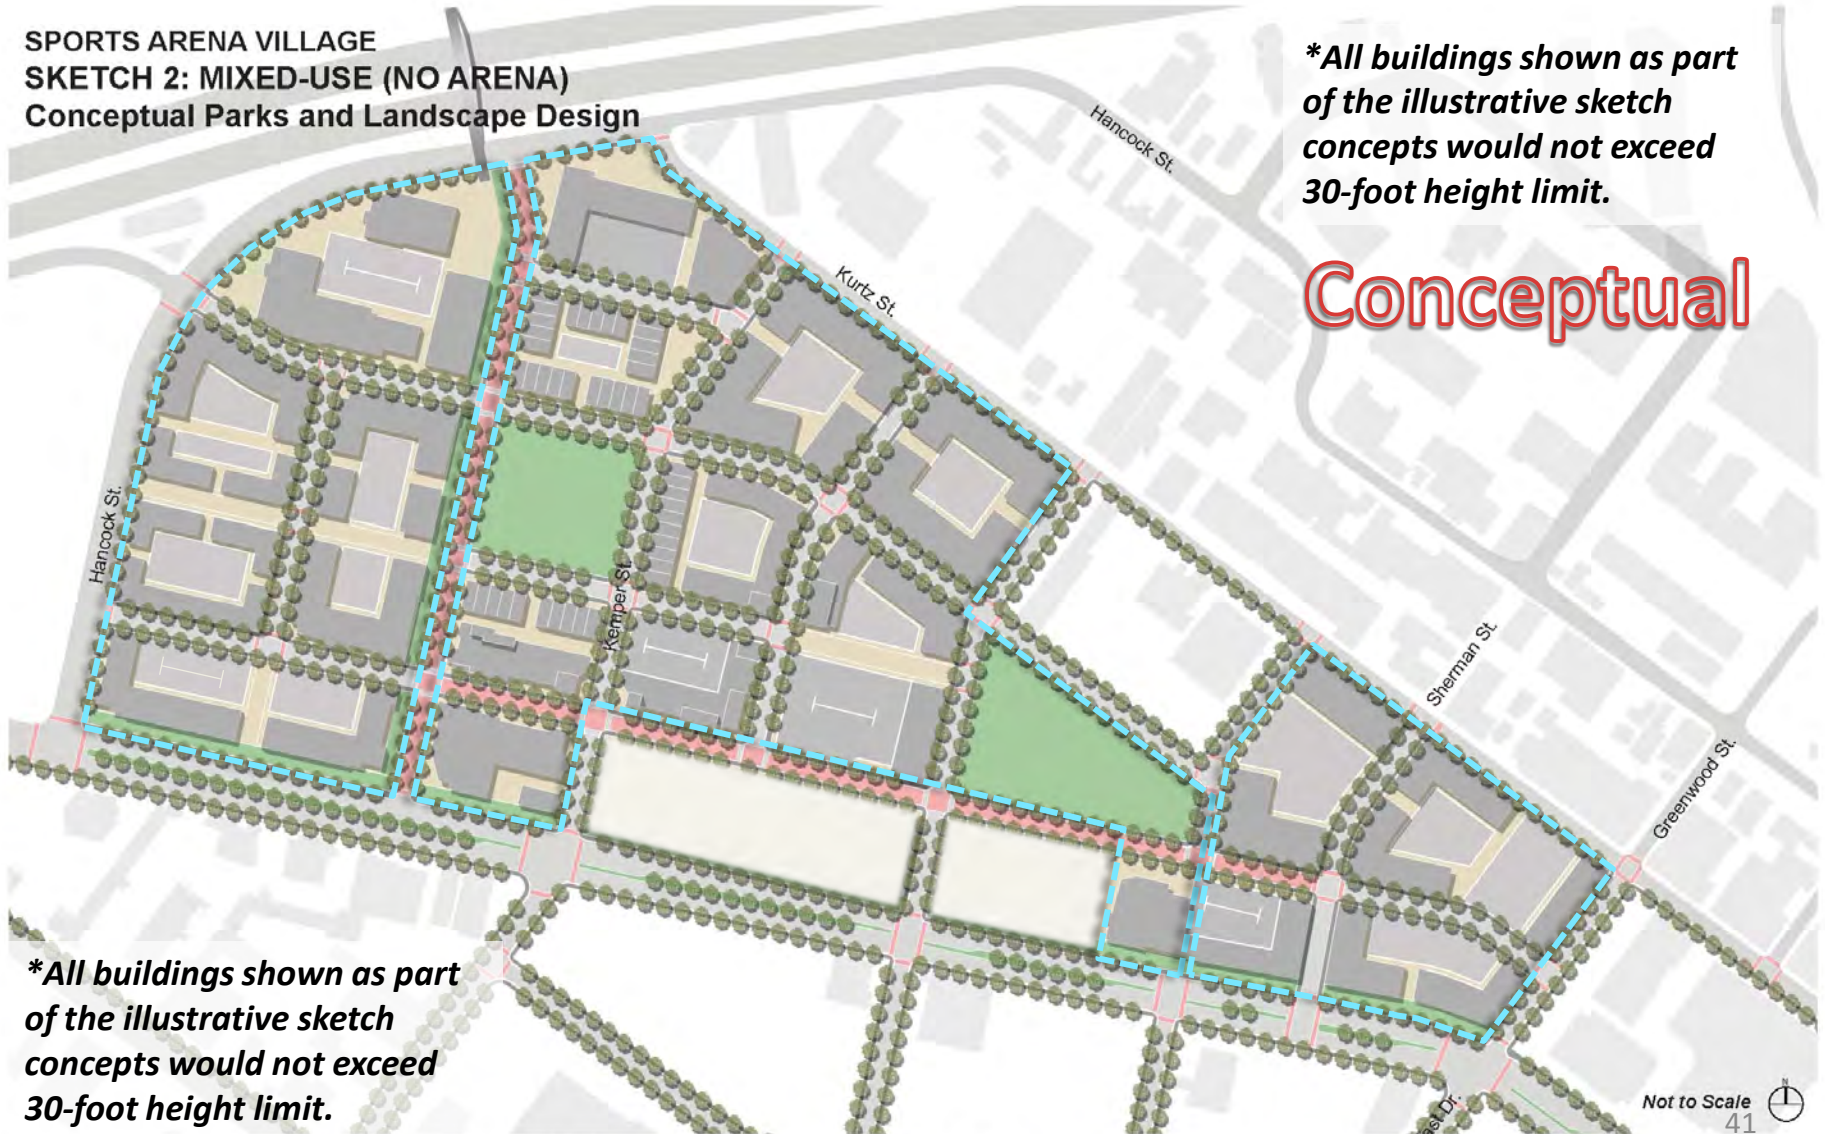 SPORTS ARENA VILLAGE
SKETCH 2: MIXED-USE (NO ARENA)
Conceptual Parks and Landscape Design
*All buildings shown as part
of the illustrative sketch
concepts would not exceed
30-foot height limit.
Conceptual
Hancock St.
Kurtz St.
Hancock St.
Kemper St.
Sherman St.
Greenwood St.
*All buildings shown as part
of the illustrative sketch
concepts would not exceed
30-foot height limit.
Dr.
N
Not to Scale
41